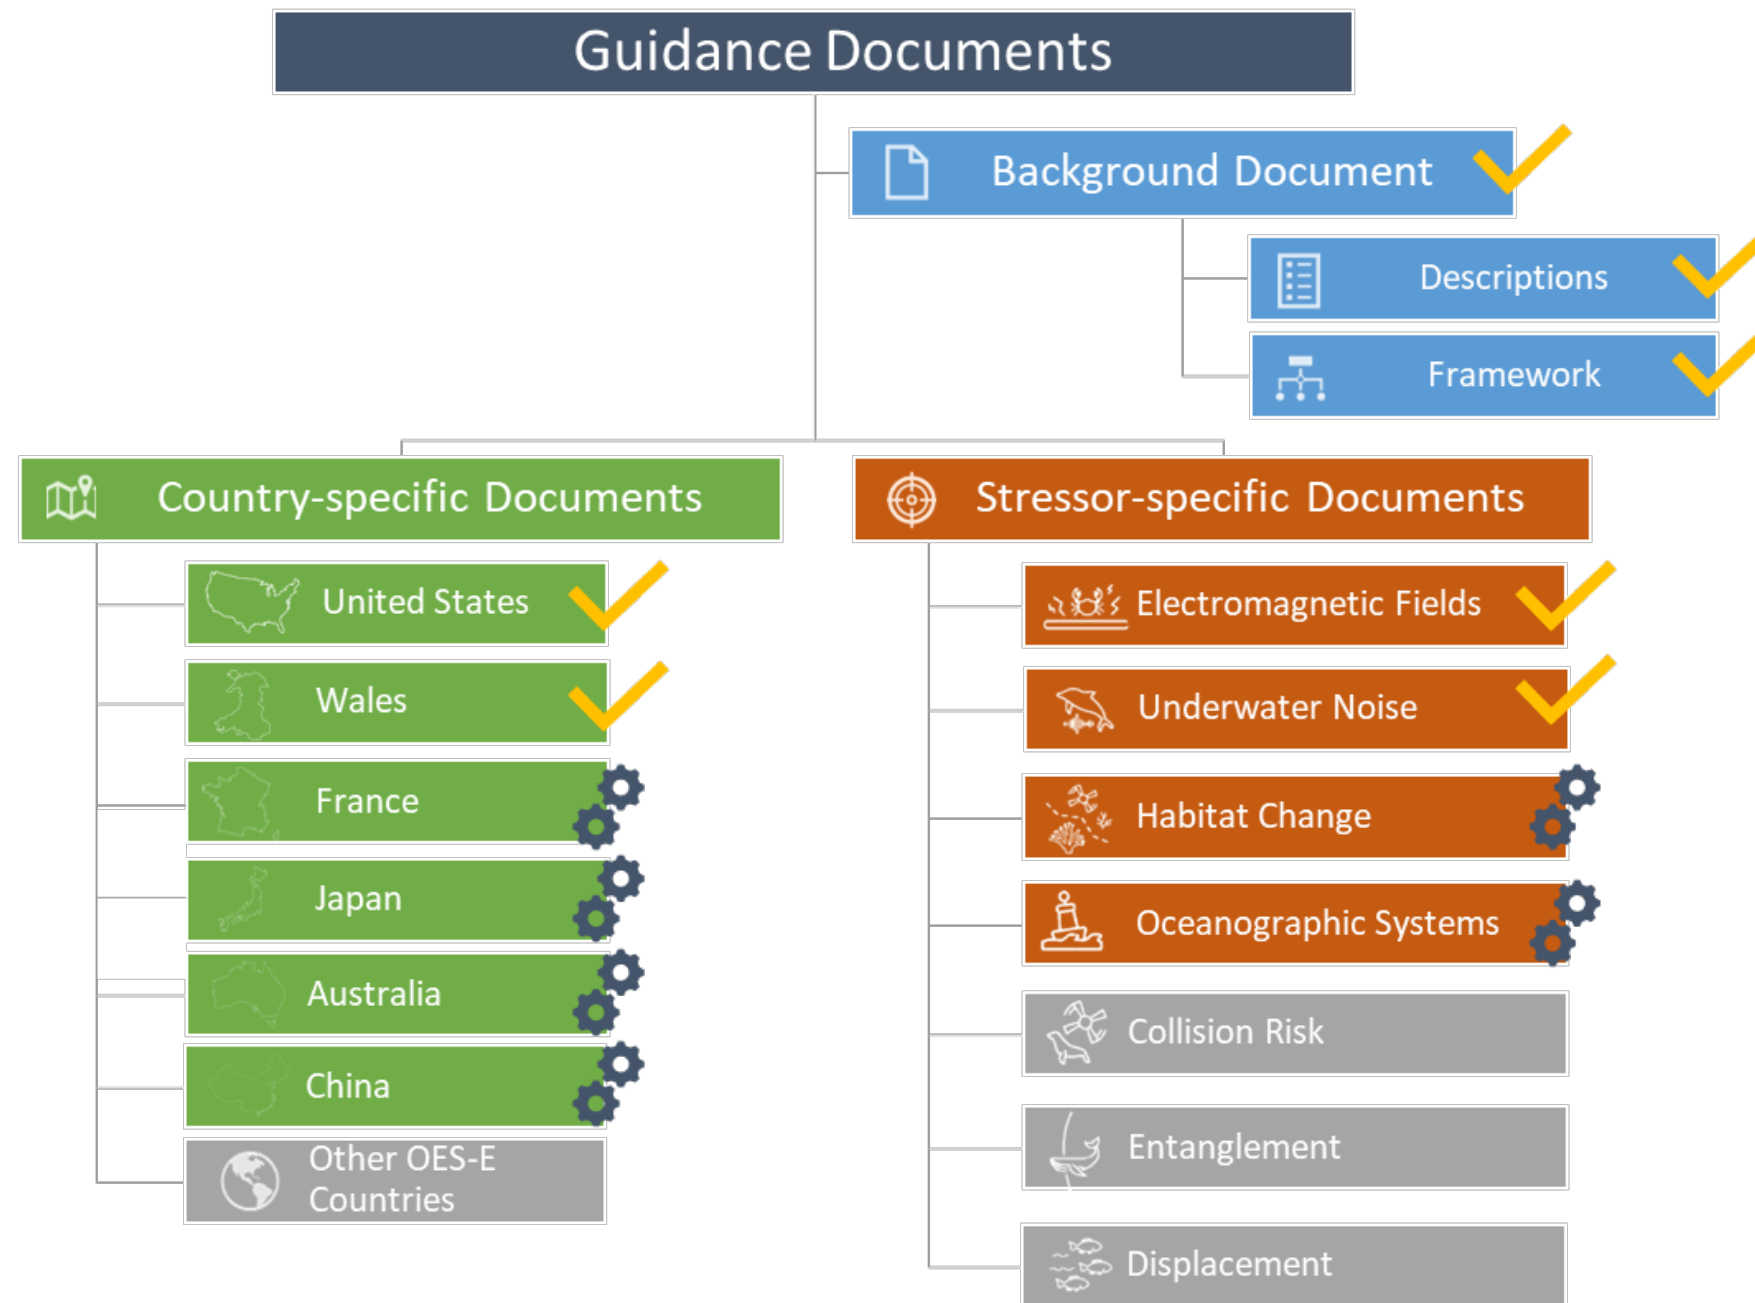 Guidance Documents
Background Document
Descriptions
Framework
Country-specific Documents
United States
Wales
France
Japan
Australia
China
Other OES-E
Countries
Stressor-specific Documents
Electromagnetic Fields
Underwater Noise
Habitat Change
Oceanographic Systems
Collision Risk
Entanglement
Displacement